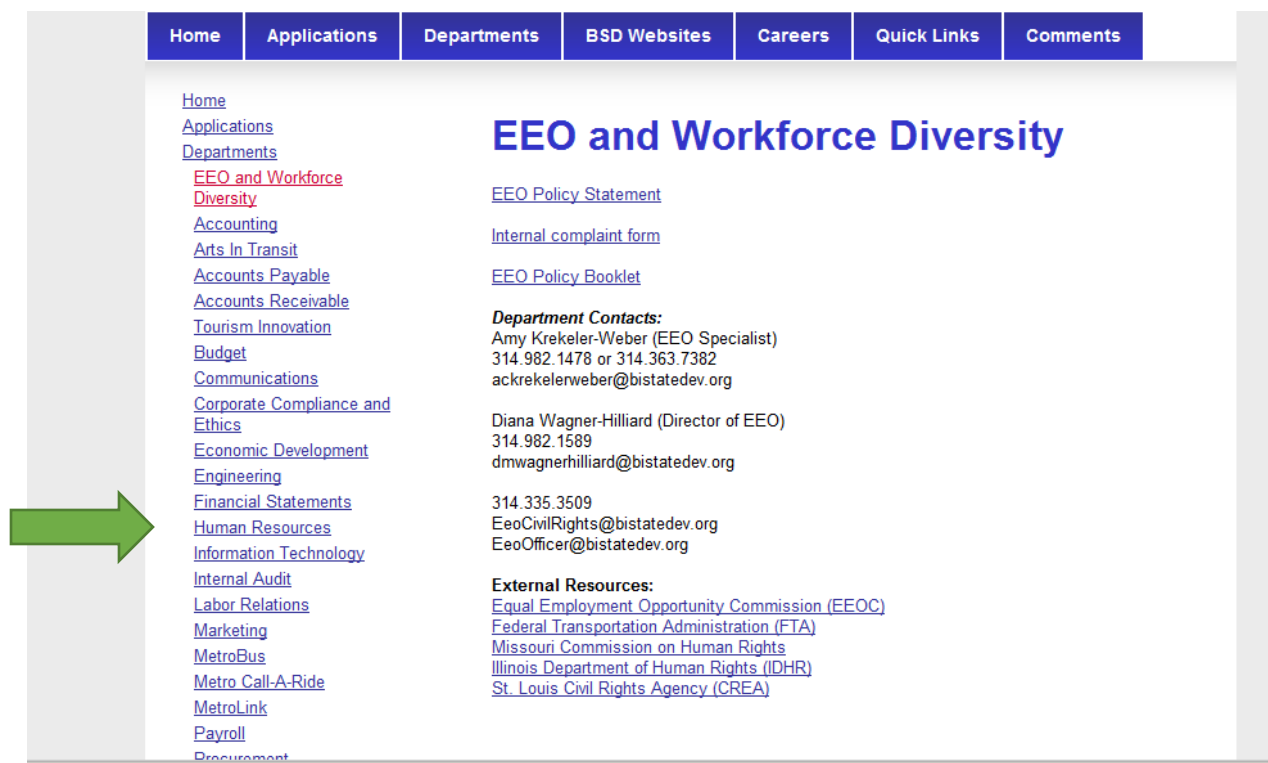 Home Applications Departments BSD Websites Careers Quick Links Comments
Home
Applications
Departments
EEO and Workforce
Diversity
Accounting
Arts In Transit
Accounts Payable
Accounts Receivable
Tourism Innovation
Budget
Communications
Corporate Compliance and
Ethics
Economic Development
Engineering
Financial Statements
Human Resources
Information Technology
Internal Audit
Labor Relations
Marketing
MetroBus
Metro Call-A-Ride
MetroLink
Payroll
Procurement
EEO and Workforce Diversity
EEO Policy Statement
Internal complaint form
EEO Policy Booklet
Department Contacts:
Amy Krekeler-Weber (EEO Specialist)
314.982.1478 or 314.363.7382
ackrekelerweber@bistatedev.org
Diana Wagner-Hilliard (Director of EEO)
314.982.1589
dmwagnerhilliard@bistatedev.org
314.335.3509
EeoCivilRights@bistatedev.org
EeoOfficer@bistatedev.org
External Resources:
Equal Employment Opportunity Commission (EEOC)
Federal Transportation Administration (FTA)
Missouri Commission on Human Rights
Illinois Department of Human Rights (IDHR)
St. Louis Civil Rights Agency (CREA)